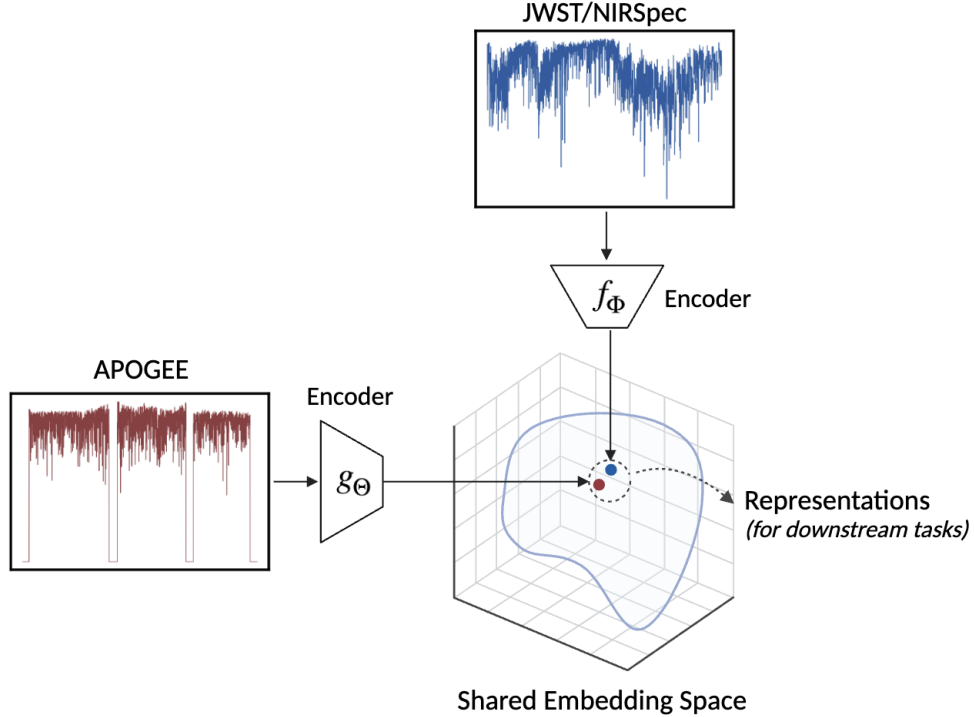 JWST/NIRSpec
f_Φ
Encoder
APOGEE
Encoder
g_Θ
Representations
(for downstream tasks)
Shared Embedding Space